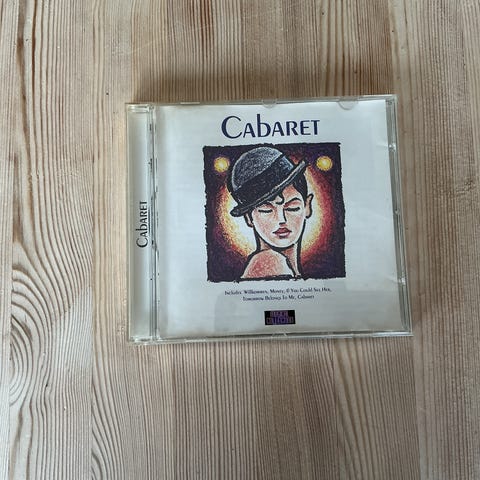 Cabaret
Cabaret
Includes: Willkommen, Money, If You Could See Her,
Tomorrow Belongs To Me, Cabaret